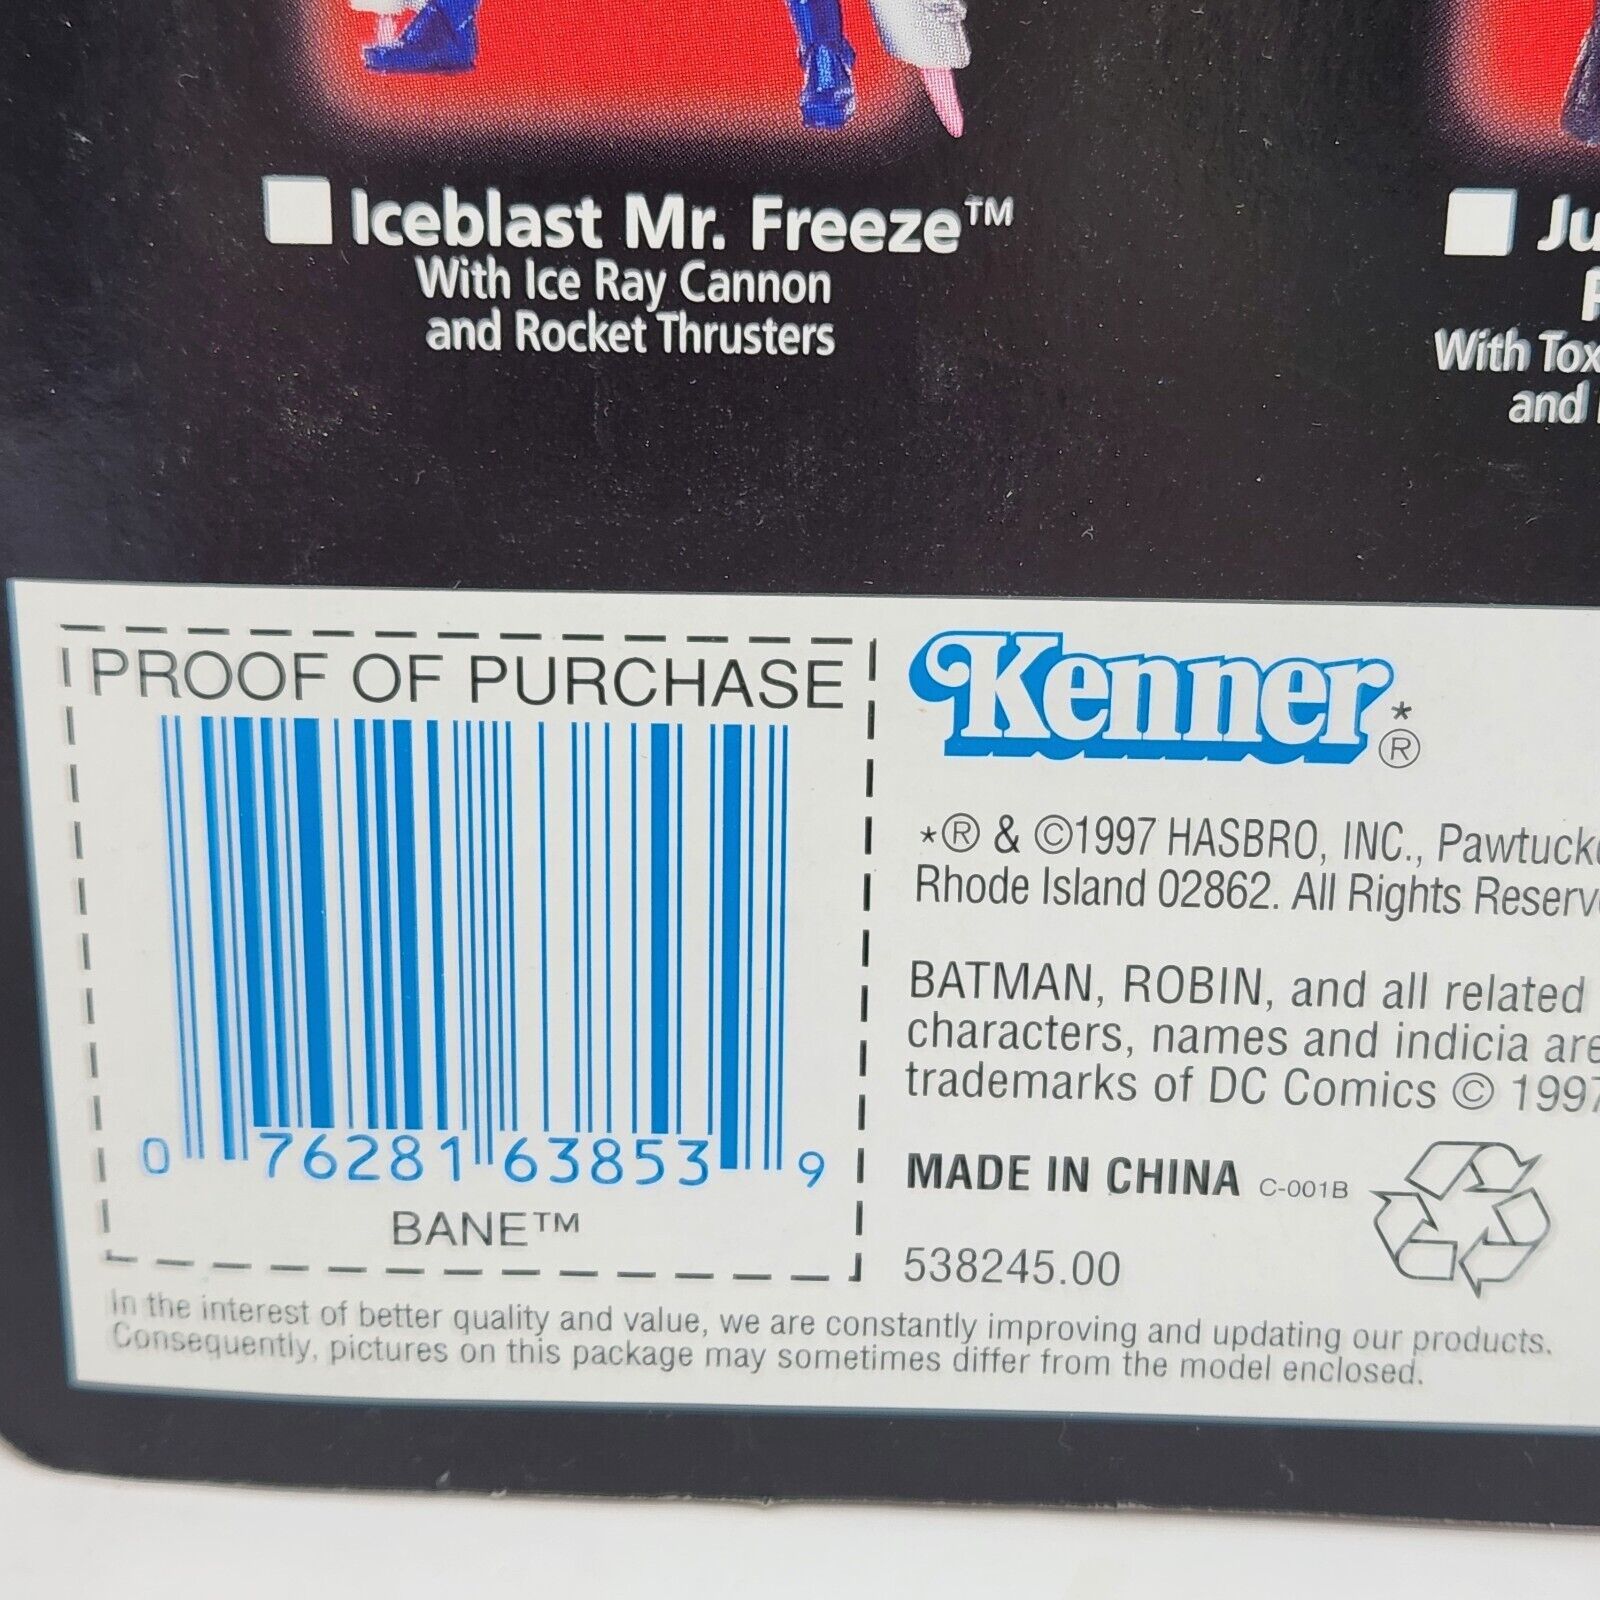 Iceblast Mr. Freeze™
With Ice Ray Cannon
and Rocket Thrusters
With
and
PROOF OF PURCHASE
0 76281 63853 9
BANE™
Kenner*®
*® & ©1997 HASBRO, INC.,
Rhode Island 02862. All Rights
BATMAN, ROBIN, and all related
characters, names and indicia are
trademarks of DC Comics © 1997
MADE IN CHINA C-001B
538245.00
In the interest of better quality and value, we are constantly improving and updating our products.
Consequently, pictures on this package may sometimes differ from the model enclosed.